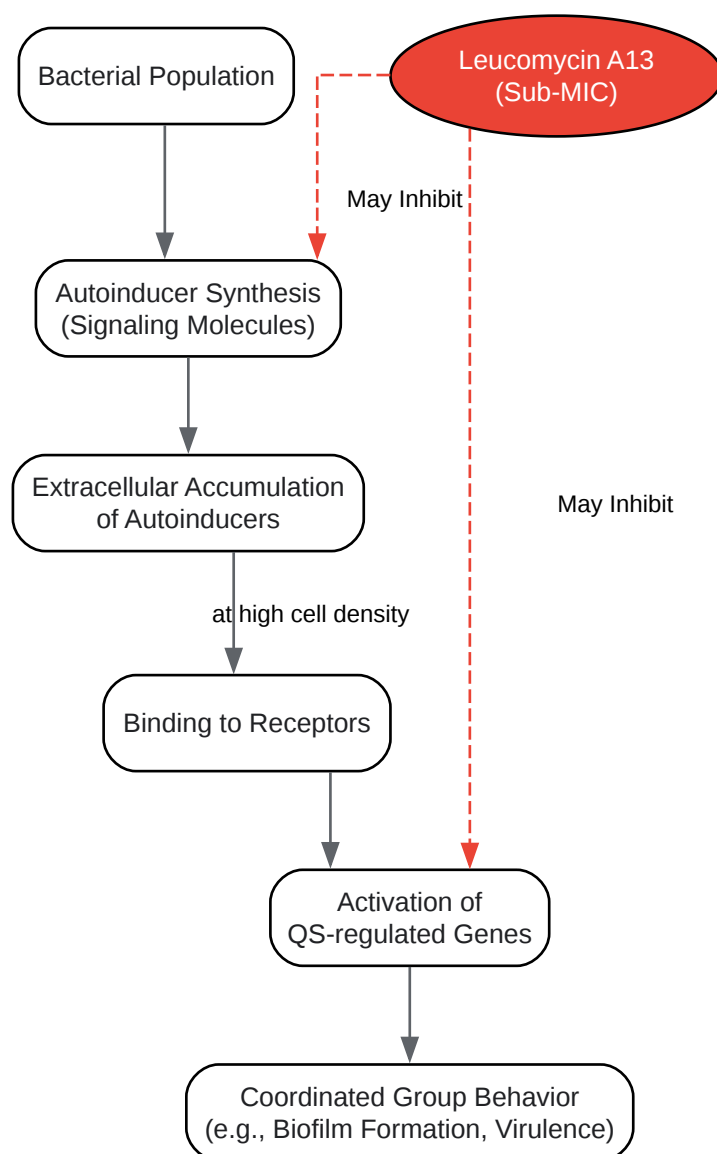 Bacterial Population
Leucomycin A13
(Sub-MIC)
May Inhibit
Autoinducer Synthesis
(Signaling Molecules)
Extracellular Accumulation
of Autoinducers
May Inhibit
at high cell density
Binding to Receptors
Activation of
QS-regulated Genes
Coordinated Group Behavior
(e.g., Biofilm Formation, Virulence)